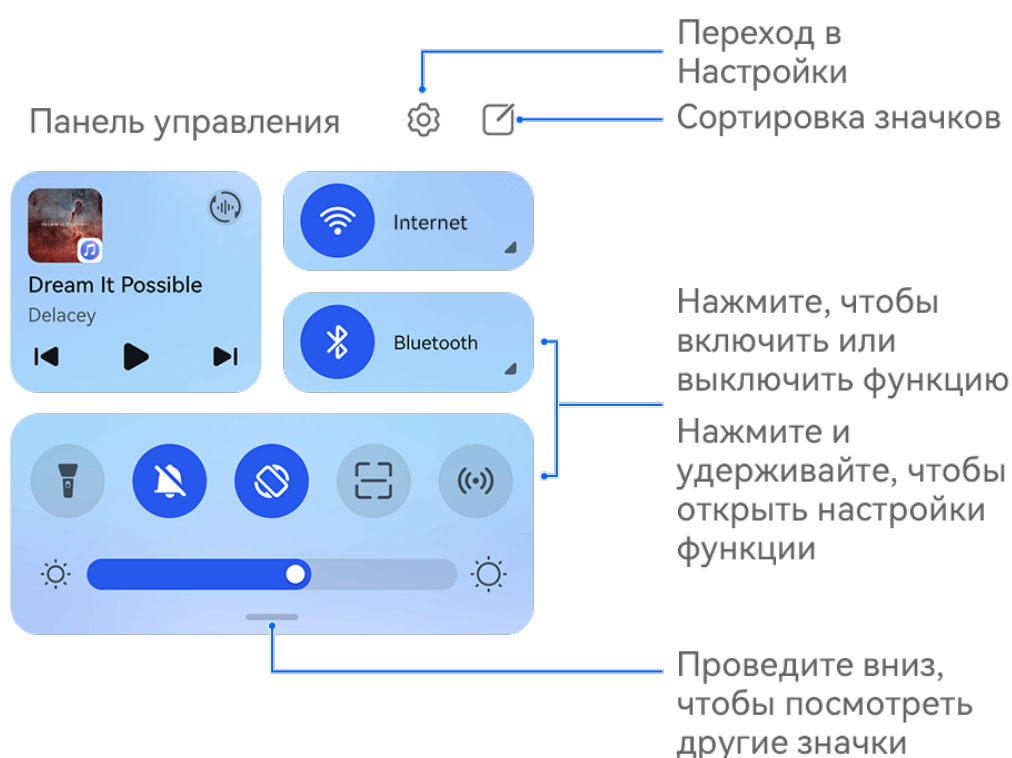 Переход в
Настройки
Панель управления
Сортировка значков
Internet
Dream It Possible
Delacey
Bluetooth
Нажмите, чтобы
включить или
выключить функцию
Нажмите и
удерживайте, чтобы
открыть настройки
функции
Проведите вниз,
чтобы посмотреть
другие значки